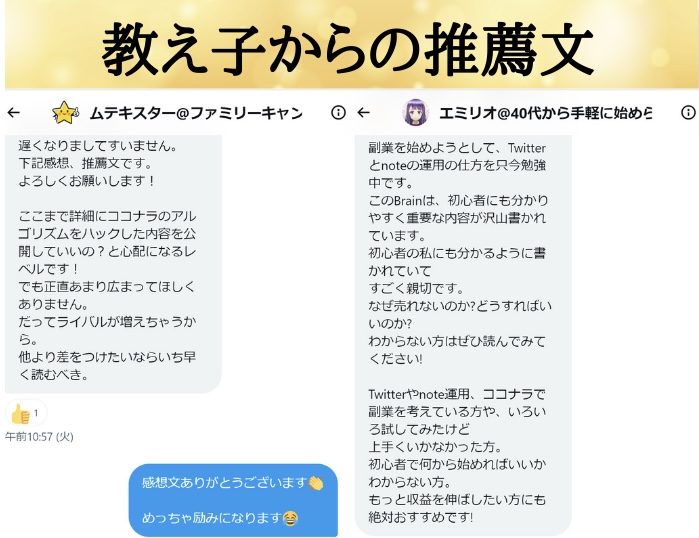 教え子からの推薦文
ムテキスター@ファミリーキャン
遅くなりましてすいません。
下記感想、推薦文です。
よろしくお願いします！
ここまで詳細にココナラのアル
ゴリズムをハックした内容を公
開していいの？と心配になるレ
ベルです！
でも正直あまり広まってほしく
ありません。
だってライバルが増えちゃうか
ら。
他より差をつけたいならいち早
く読むべき。
👍 1
午前10:57 (火)
感想文ありがとうございます👏
めっちゃ励みになります😂
エミリオ@40代から手軽に始めら
副業を始めようとして、Twitter
とnoteの運用の仕方を只今勉強
中です。
このBrainは、初心者にも分かり
やすく重要な内容が沢山書かれ
ています。
初心者の私にも分かるように書
かれていて
すごく親切です。
なぜ売れないのか?どうすればい
いのか?
わからない方はぜひ読んでみて
ください!
Twitterやnote運用、ココナラで
副業を考えている方や、いろい
ろ試してみたけど
上手くいかなかった方。
初心者で何から始めればいいか
わからない方。
もっと収益を伸ばしたい方にも
絶対おすすめです!